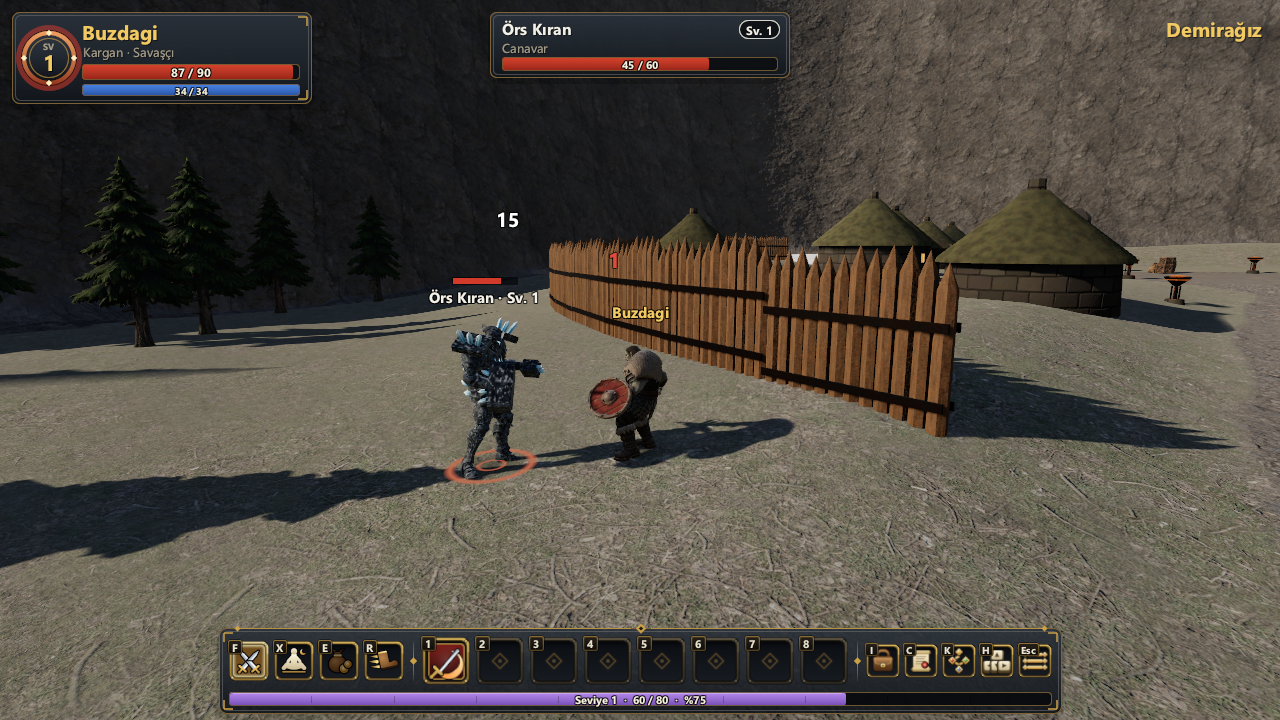 SV
1
Buzdagi
Kargan · Savaşçı
87 / 90
34 / 34
Örs Kıran
Sv. 1
Canavar
45 / 60
Demirağız
15
1
Örs Kıran · Sv. 1
Buzdagi
F
X
E
R
1
2
3
4
5
6
7
8
I
C
K
H
Esc
Seviye 1 · 60 / 80 · %75